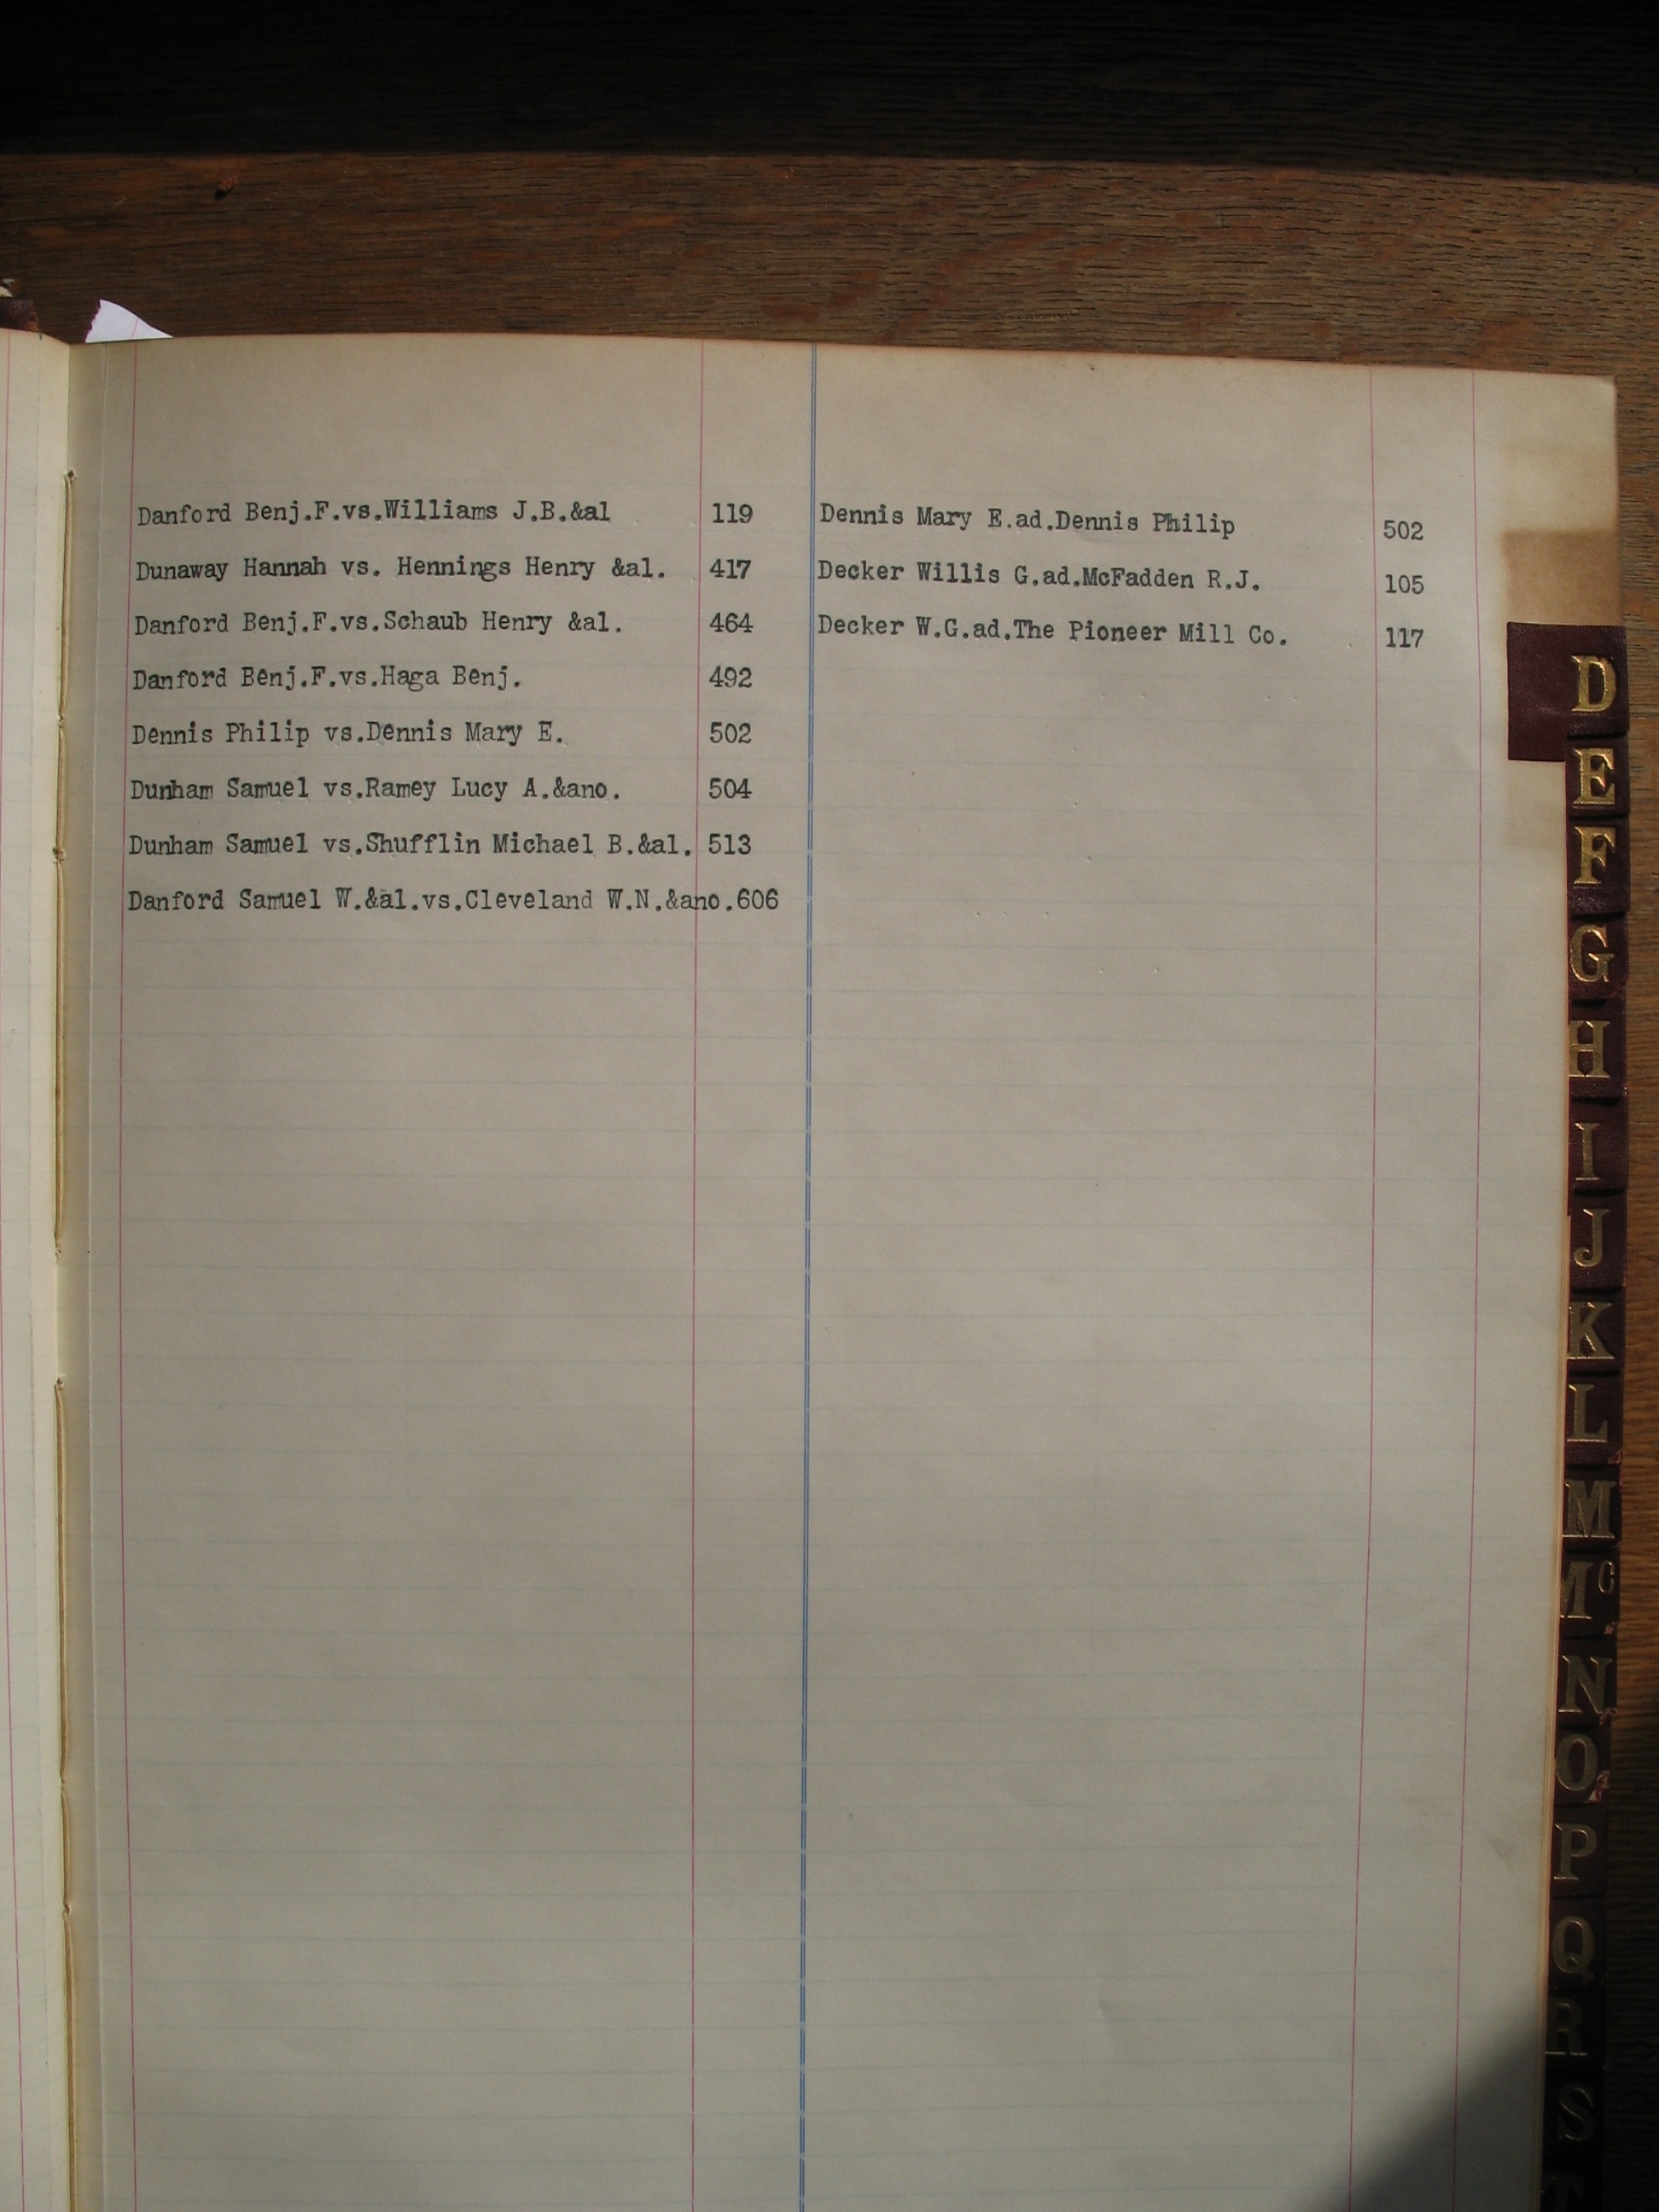 Danford Benj.F.vs.Williams J.B.&al 119
Dunaway Hannah vs. Hennings Henry &al. 417
Danford Benj.F.vs.Schaub Henry &al. 464
Danford Benj.F.vs.Haga Benj. 492
Dennis Philip vs.Dennis Mary E. 502
Dunham Samuel vs.Ramey Lucy A.&ano. 504
Dunham Samuel vs.Shufflin Michael B.&al. 513
Danford Samuel W.&al.vs.Cleveland W.N.&ano.606
Dennis Mary E.ad.Dennis Philip 502
Decker Willis G.ad.McFadden R.J. 105
Decker W.G.ad.The Pioneer Mill Co. 117
D
E
F
G
H
I
J
K
L
M
Mc
N
O
P
Q
R
S